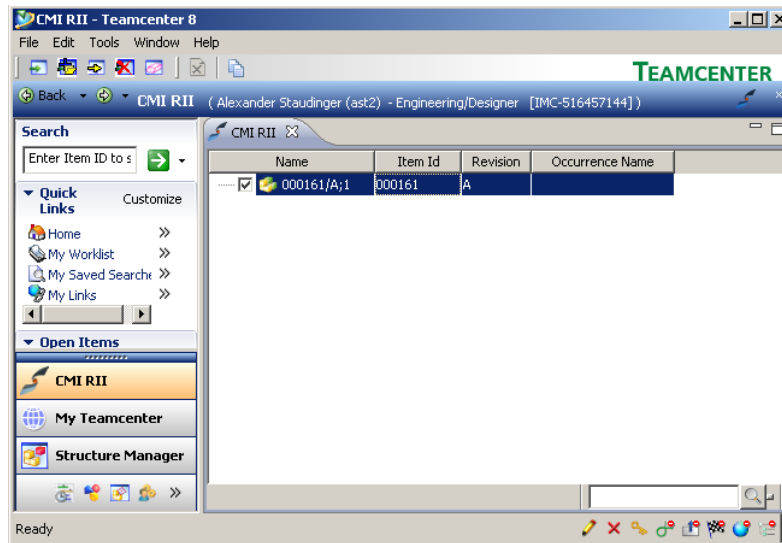 CMI RII - Teamcenter 8
File Edit Tools Window Help
TEAMCENTER
Back CMI RII ( Alexander Staudinger (ast2) - Engineering/Designer [IMC-516457144] )
Search
Enter Item ID to s
Quick Links Customize
Home
My Worklist
My Saved Searche
My Links
Open Items
CMI RII
My Teamcenter
Structure Manager
CMI RII
Name Item Id Revision Occurrence Name
000161/A;1 000161 A
Ready